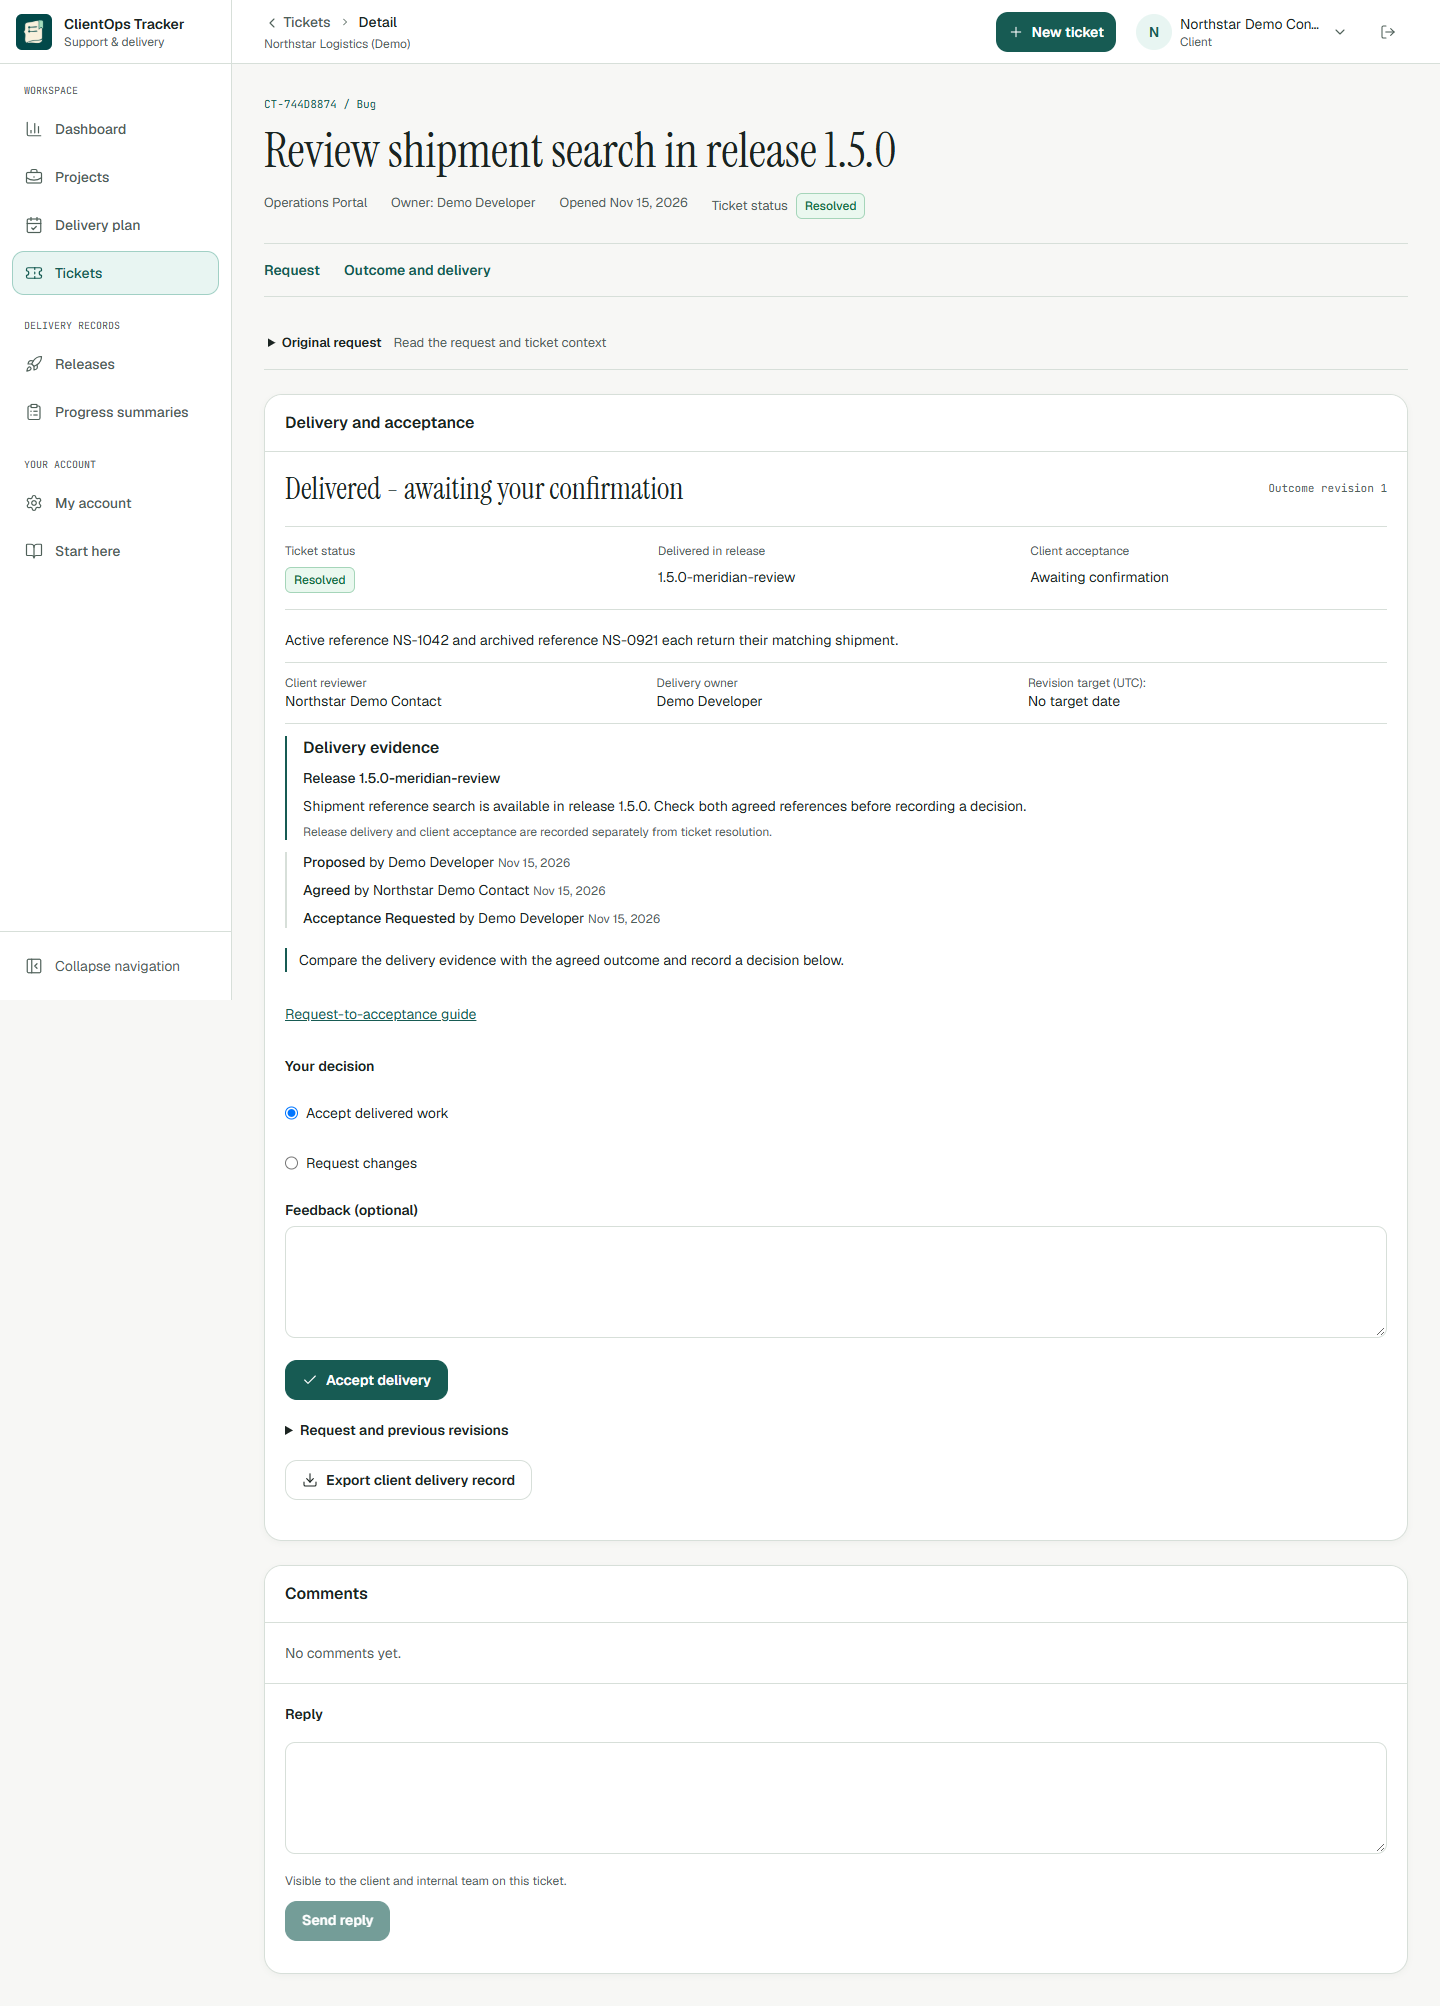 ClientOps Tracker
Support & delivery
Tickets > Detail
Northstar Logistics (Demo)
New ticket
N
Northstar Demo Con...
Client
WORKSPACE
Dashboard
Projects
Delivery plan
Tickets
DELIVERY RECORDS
Releases
Progress summaries
YOUR ACCOUNT
My account
Start here
Collapse navigation
CT-744D8874 / Bug
Review shipment search in release 1.5.0
Operations Portal Owner: Demo Developer Opened Nov 15, 2026 Ticket status Resolved
Request Outcome and delivery
Original request Read the request and ticket context
Delivery and acceptance
Delivered - awaiting your confirmation
Outcome revision 1
Ticket status Delivered in release Client acceptance
Resolved 1.5.0-meridian-review Awaiting confirmation
Active reference NS-1042 and archived reference NS-0921 each return their matching shipment.
Client reviewer Delivery owner Revision target (UTC):
Northstar Demo Contact Demo Developer No target date
Delivery evidence
Release 1.5.0-meridian-review
Shipment reference search is available in release 1.5.0. Check both agreed references before recording a decision.
Release delivery and client acceptance are recorded separately from ticket resolution.
Proposed by Demo Developer Nov 15, 2026
Agreed by Northstar Demo Contact Nov 15, 2026
Acceptance Requested by Demo Developer Nov 15, 2026
Compare the delivery evidence with the agreed outcome and record a decision below.
Request-to-acceptance guide
Your decision
Accept delivered work
Request changes
Feedback (optional)
Accept delivery
Request and previous revisions
Export client delivery record
Comments
No comments yet.
Reply
Visible to the client and internal team on this ticket.
Send reply